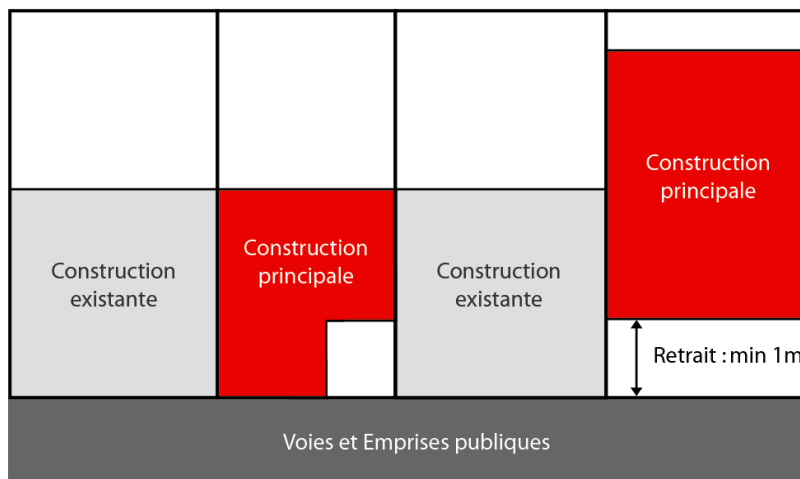 Construction
principale
Construction
principale
Construction
existante
Construction
existante
Retrait : min 1m
Voies et Emprises publiques